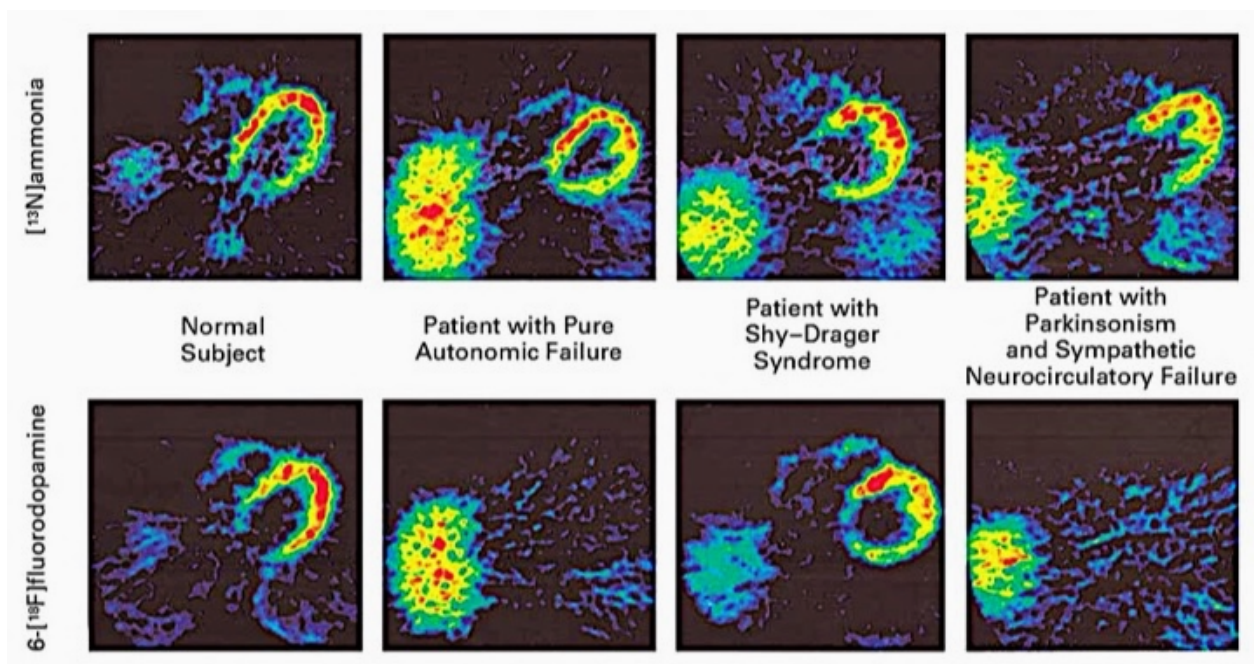 [¹³N]ammonia
Normal
Subject
Patient with Pure
Autonomic Failure
Patient with
Shy–Drager
Syndrome
Patient with
Parkinsonism
and Sympathetic
Neurocirculatory Failure
6-[¹⁸F]fluorodopamine